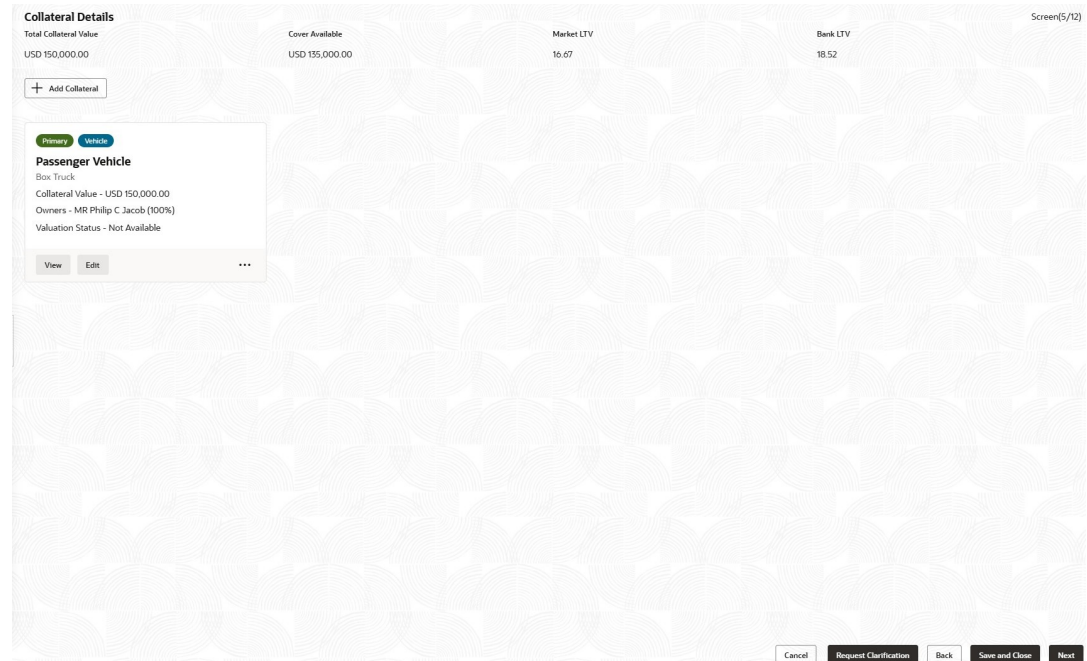 Collateral Details
Screen(5/12)
Total Collateral Value Cover Available Market LTV Bank LTV
USD 150,000.00 USD 135,000.00 16.67 18.52
+ Add Collateral
Primary Vehicle
Passenger Vehicle
Box Truck
Collateral Value - USD 150,000.00
Owners - MR Philip C Jacob (100%)
Valuation Status - Not Available
View Edit ...
Cancel Request Clarification Back Save and Close Next